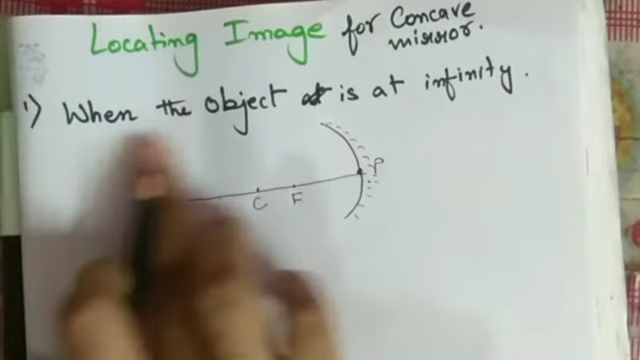 Locating Image for Concave
mirror.
1) When the object is at infinity.
P
C F